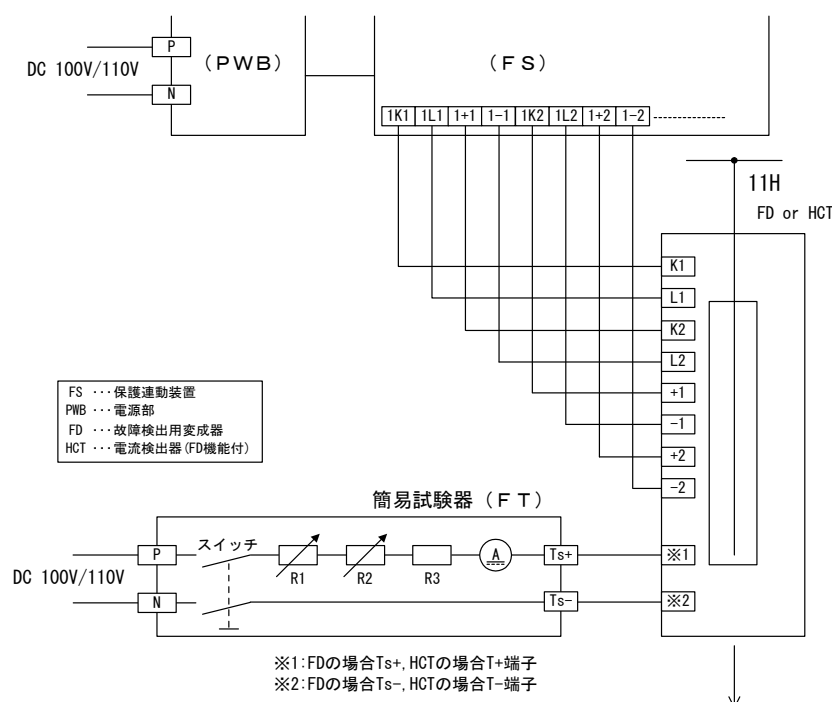 P
(PWB)
(FS)
DC 100V/110V
N
1K1 1L1 1+1 1-1 1K2 1L2 1+2 1-2
11H
FD or HCT
K1
L1
K2
L2
+1
-1
+2
-2
FS ･･･保護連動装置
PWB ･･･電源部
FD ･･･故障検出用変成器
HCT ･･･電流検出器(FD機能付)
簡易試験器(FT)
P
スイッチ
A
Ts+
※1
DC 100V/110V
R1 R2 R3
N
Ts-
※2
※1:FDの場合Ts+,HCTの場合T+端子
※2:FDの場合Ts-,HCTの場合T-端子